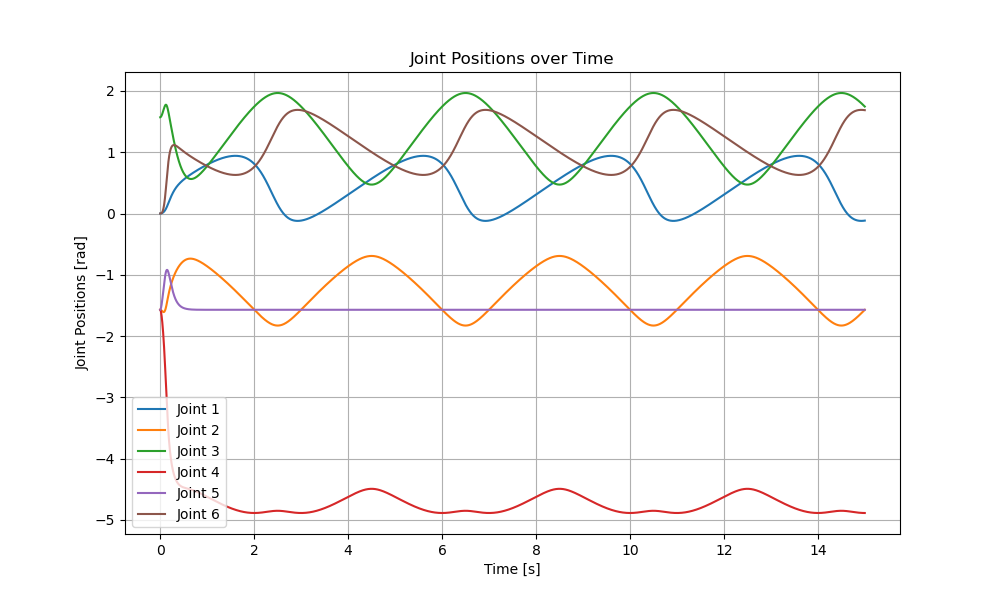 Joint Positions over Time
Joint Positions [rad]
2
1
0
−1
−2
−3
−4
−5
Joint 1
Joint 2
Joint 3
Joint 4
Joint 5
Joint 6
0 2 4 6 8 10 12 14
Time [s]